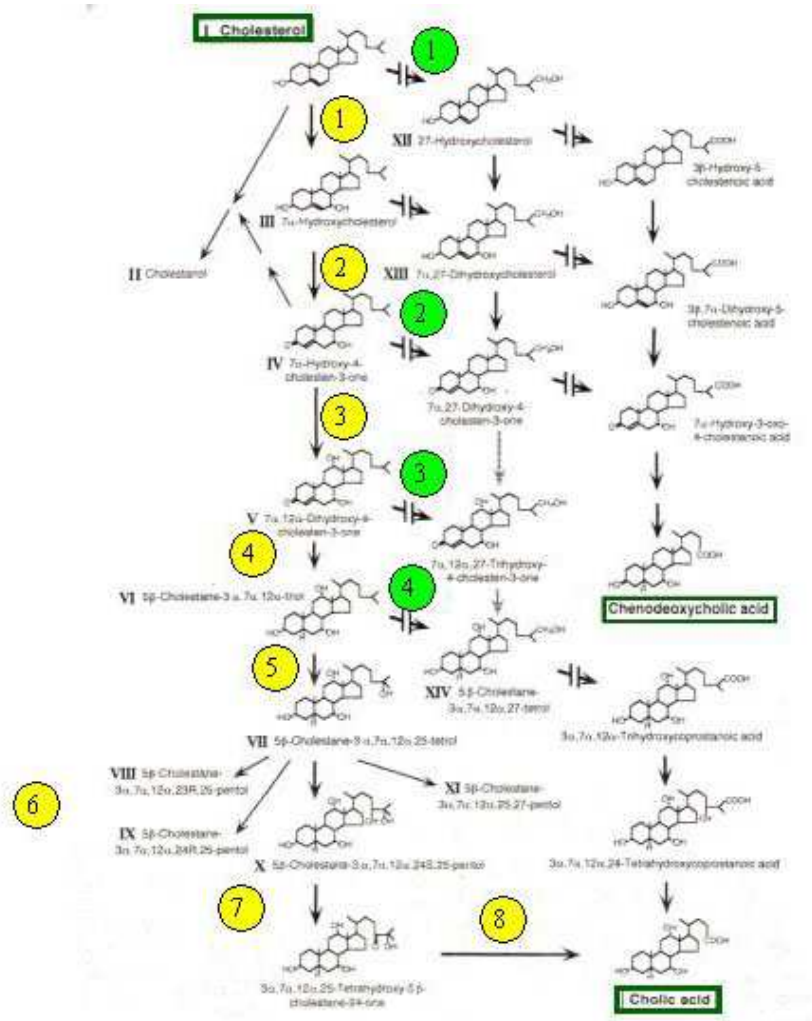 I Cholesterol
1
1
XII 27-Hydroxycholesterol
3β-Hydroxy-5-
cholestenoic acid
III 7α-Hydroxycholesterol
II Cholestanol
2
XIII 7α,27-Dihydroxycholesterol
3β,7α-Dihydroxy-5-
cholestenoic acid
2
IV 7α-Hydroxy-4-
cholesten-3-one
7α,27-Dihydroxy-4-
cholesten-3-one
7α-Hydroxy-3-oxo-
4-cholestenoic acid
3
3
V 7α,12α-Dihydroxy-4-
cholesten-3-one
7α,12α,27-Trihydroxy-
4-cholesten-3-one
4
4
VI 5β-Cholestane-3α,7α,12α-triol
Chenodeoxycholic acid
5
XIV 5β-Cholestane-
3α,7α,12α,27-tetrol
3α,7α,12α-Trihydroxycoprostanoic acid
VII 5β-Cholestane-3α,7α,12α,25-tetrol
6
VIII 5β-Cholestane-
3α,7α,12α,23R,25-pentol
XI 5β-Cholestane-
3α,7α,12α,25,27-pentol
IX 5β-Cholestane-
3α,7α,12α,24R,25-pentol
X 5β-Cholestane-3α,7α,12α,24S,25-pentol
3α,7α,12α,24-Tetrahydroxycoprostanoic acid
7
8
3α,7α,12α,25-Tetrahydroxy-5β-
cholestane-24-one
Cholic acid